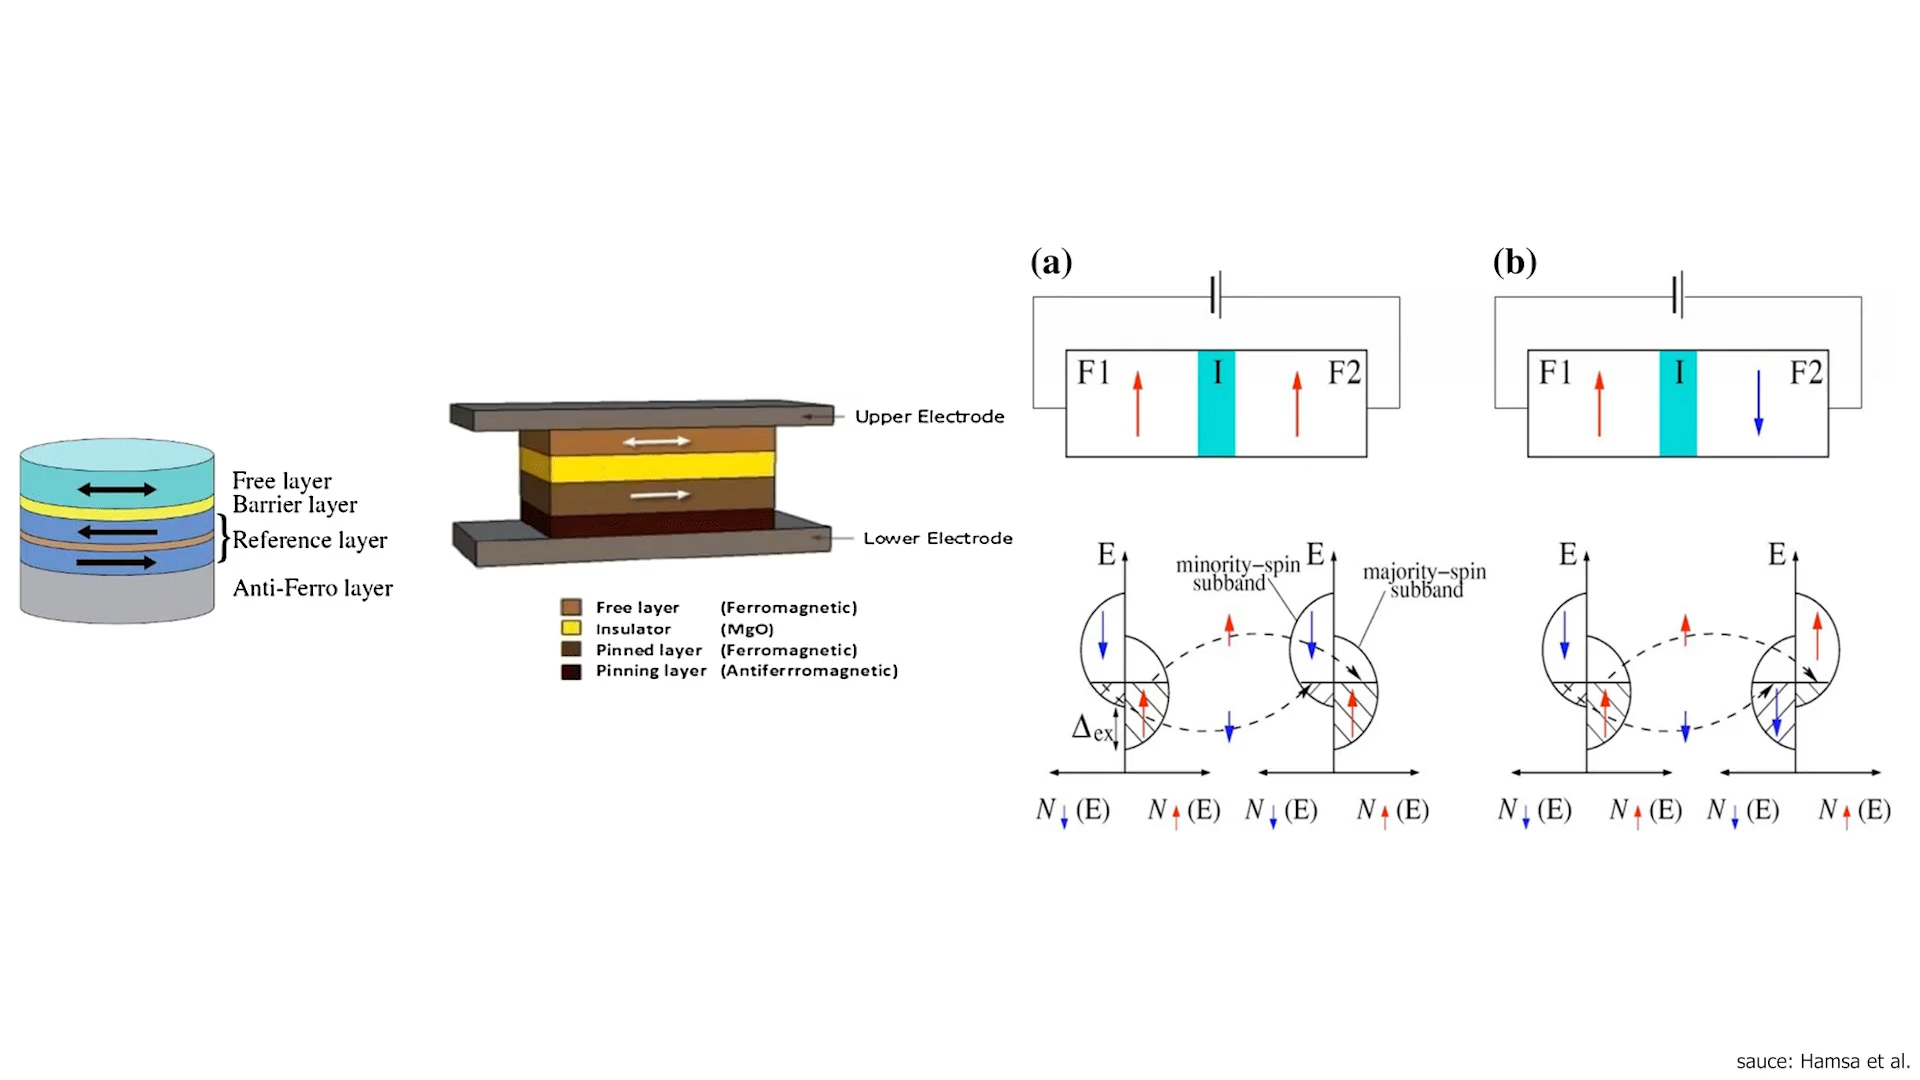 Free layer
Barrier layer
Reference layer
Anti-Ferro layer
Upper Electrode
Lower Electrode
Free layer (Ferromagnetic)
Insulator (MgO)
Pinned layer (Ferromagnetic)
Pinning layer (Antiferrromagnetic)
(a)
F1 I F2
E
minority-spin
subband
E
majority-spin
subband
Δex
N↓(E) N↑(E) N↓(E) N↑(E)
(b)
F1 I F2
E E
N↓(E) N↑(E) N↓(E) N↑(E)
sauce: Hamsa et al.